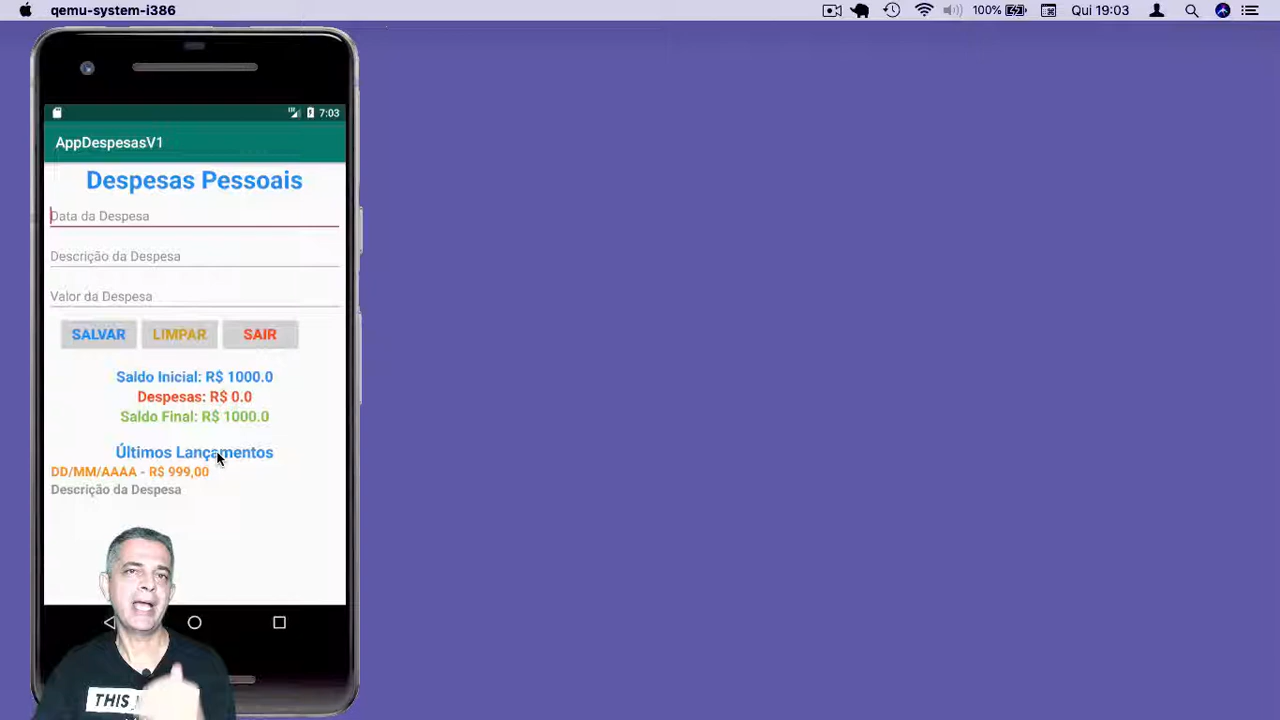 qemu-system-i386
100%
Qui 19:03
7:03
AppDespesasV1
Despesas Pessoais
Data da Despesa
Descrição da Despesa
Valor da Despesa
SALVAR LIMPAR SAIR
Saldo Inicial: R$ 1000.0
Despesas: R$ 0.0
Saldo Final: R$ 1000.0
Últimos Lançamentos
DD/MM/AAAA - R$ 999,00
Descrição da Despesa
THIS